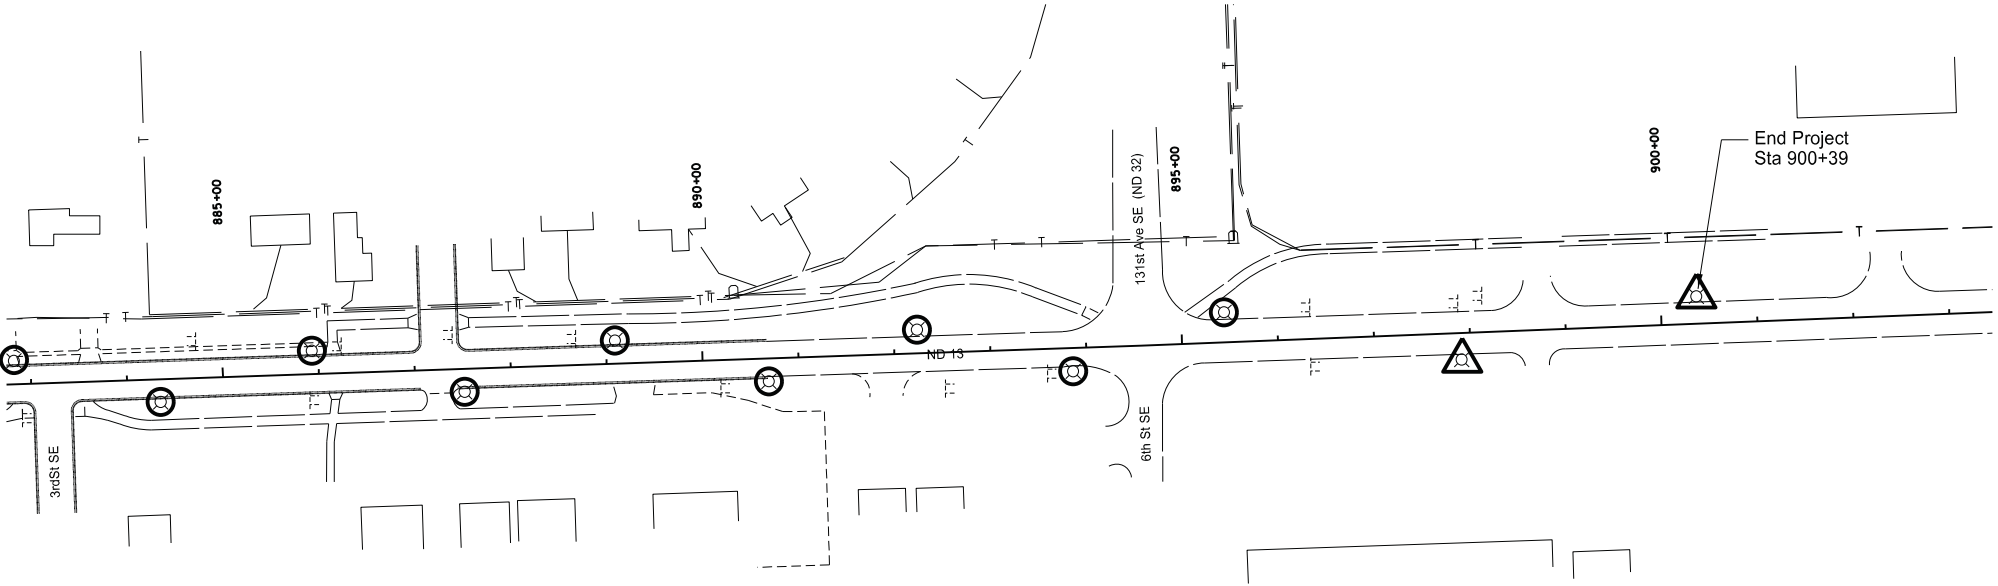 885+00
890+00
131st Ave SE (ND 32)
895+00
900+00
End Project
Sta 900+39
ND 13
3rdSt SE
6th St SE